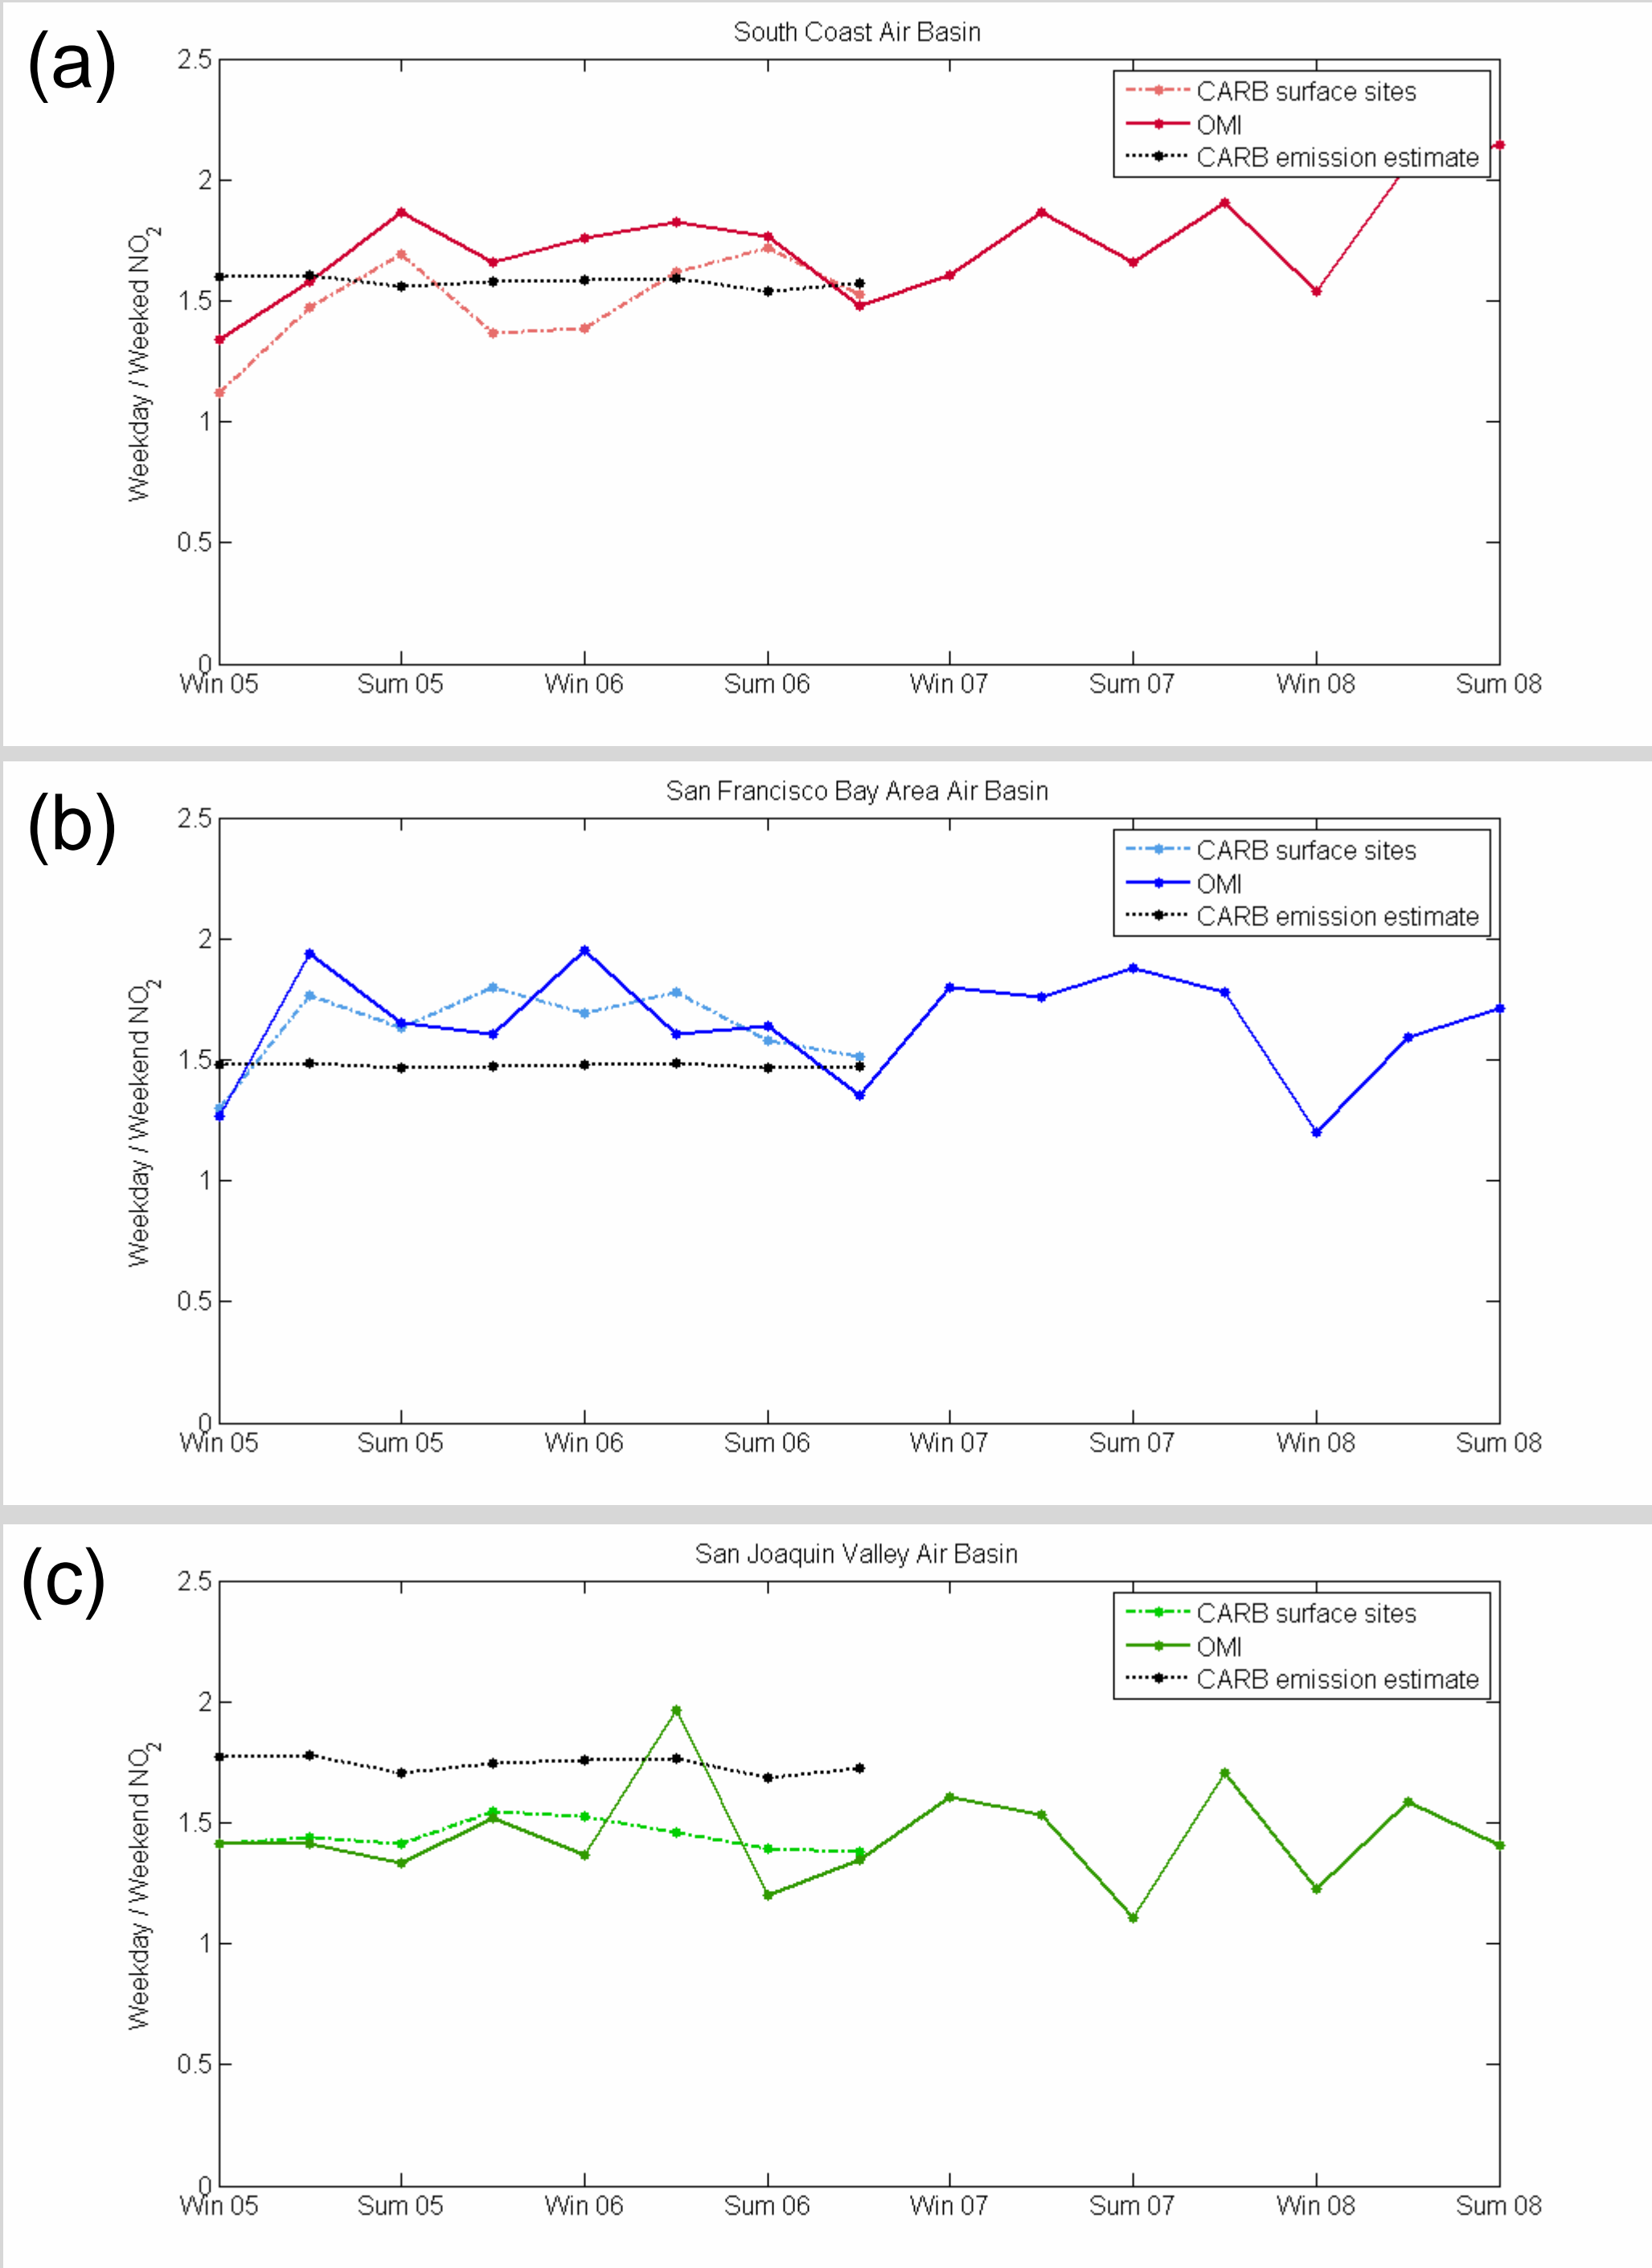 (a)
South Coast Air Basin
2.5
2
1.5
1
0.5
0
Weekday / Weeked NO2
CARB surface sites
OMI
CARB emission estimate
Win 05 Sum 05 Win 06 Sum 06 Win 07 Sum 07 Win 08 Sum 08
(b)
San Francisco Bay Area Air Basin
2.5
2
1.5
1
0.5
0
Weekday / Weekend NO2
CARB surface sites
OMI
CARB emission estimate
Win 05 Sum 05 Win 06 Sum 06 Win 07 Sum 07 Win 08 Sum 08
(c)
San Joaquin Valley Air Basin
2.5
2
1.5
1
0.5
0
Weekday / Weekend NO2
CARB surface sites
OMI
CARB emission estimate
Win 05 Sum 05 Win 06 Sum 06 Win 07 Sum 07 Win 08 Sum 08